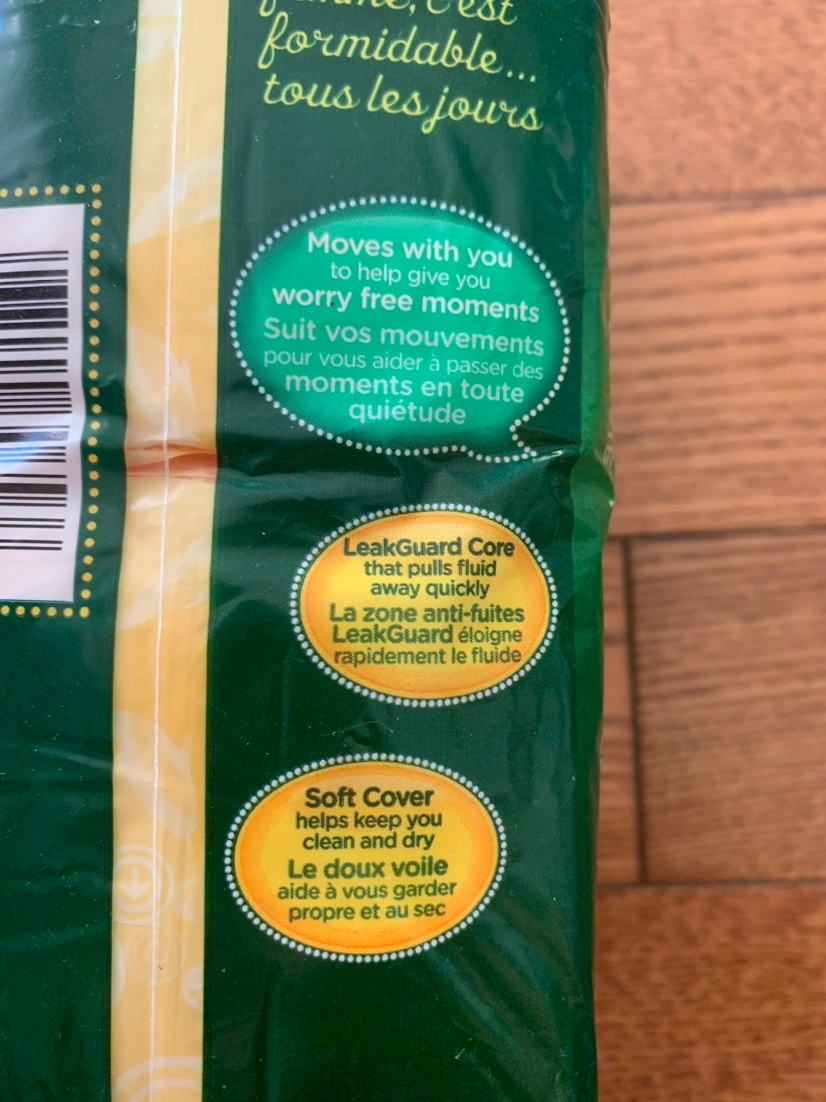 c'est
formidable...
tous les jours
Moves with you
to help give you
worry free moments
Suit vos mouvements
pour vous aider à passer des
moments en toute
quiétude
LeakGuard Core
that pulls fluid
away quickly
La zone anti-fuites
LeakGuard éloigne
rapidement le fluide
Soft Cover
helps keep you
clean and dry
Le doux voile
aide à vous garder
propre et au sec